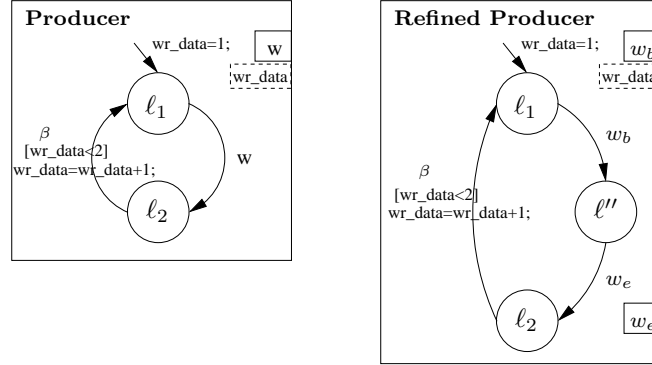 Producer
wr_data=1;
w
wr_data
ℓ1
β
[wr_data<2]
wr_data=wr_data+1;
w
ℓ2
Refined Producer
wr_data=1;
w_b
wr_data
ℓ1
w_b
β
[wr_data<2]
wr_data=wr_data+1;
ℓ''
w_e
ℓ2
w_e